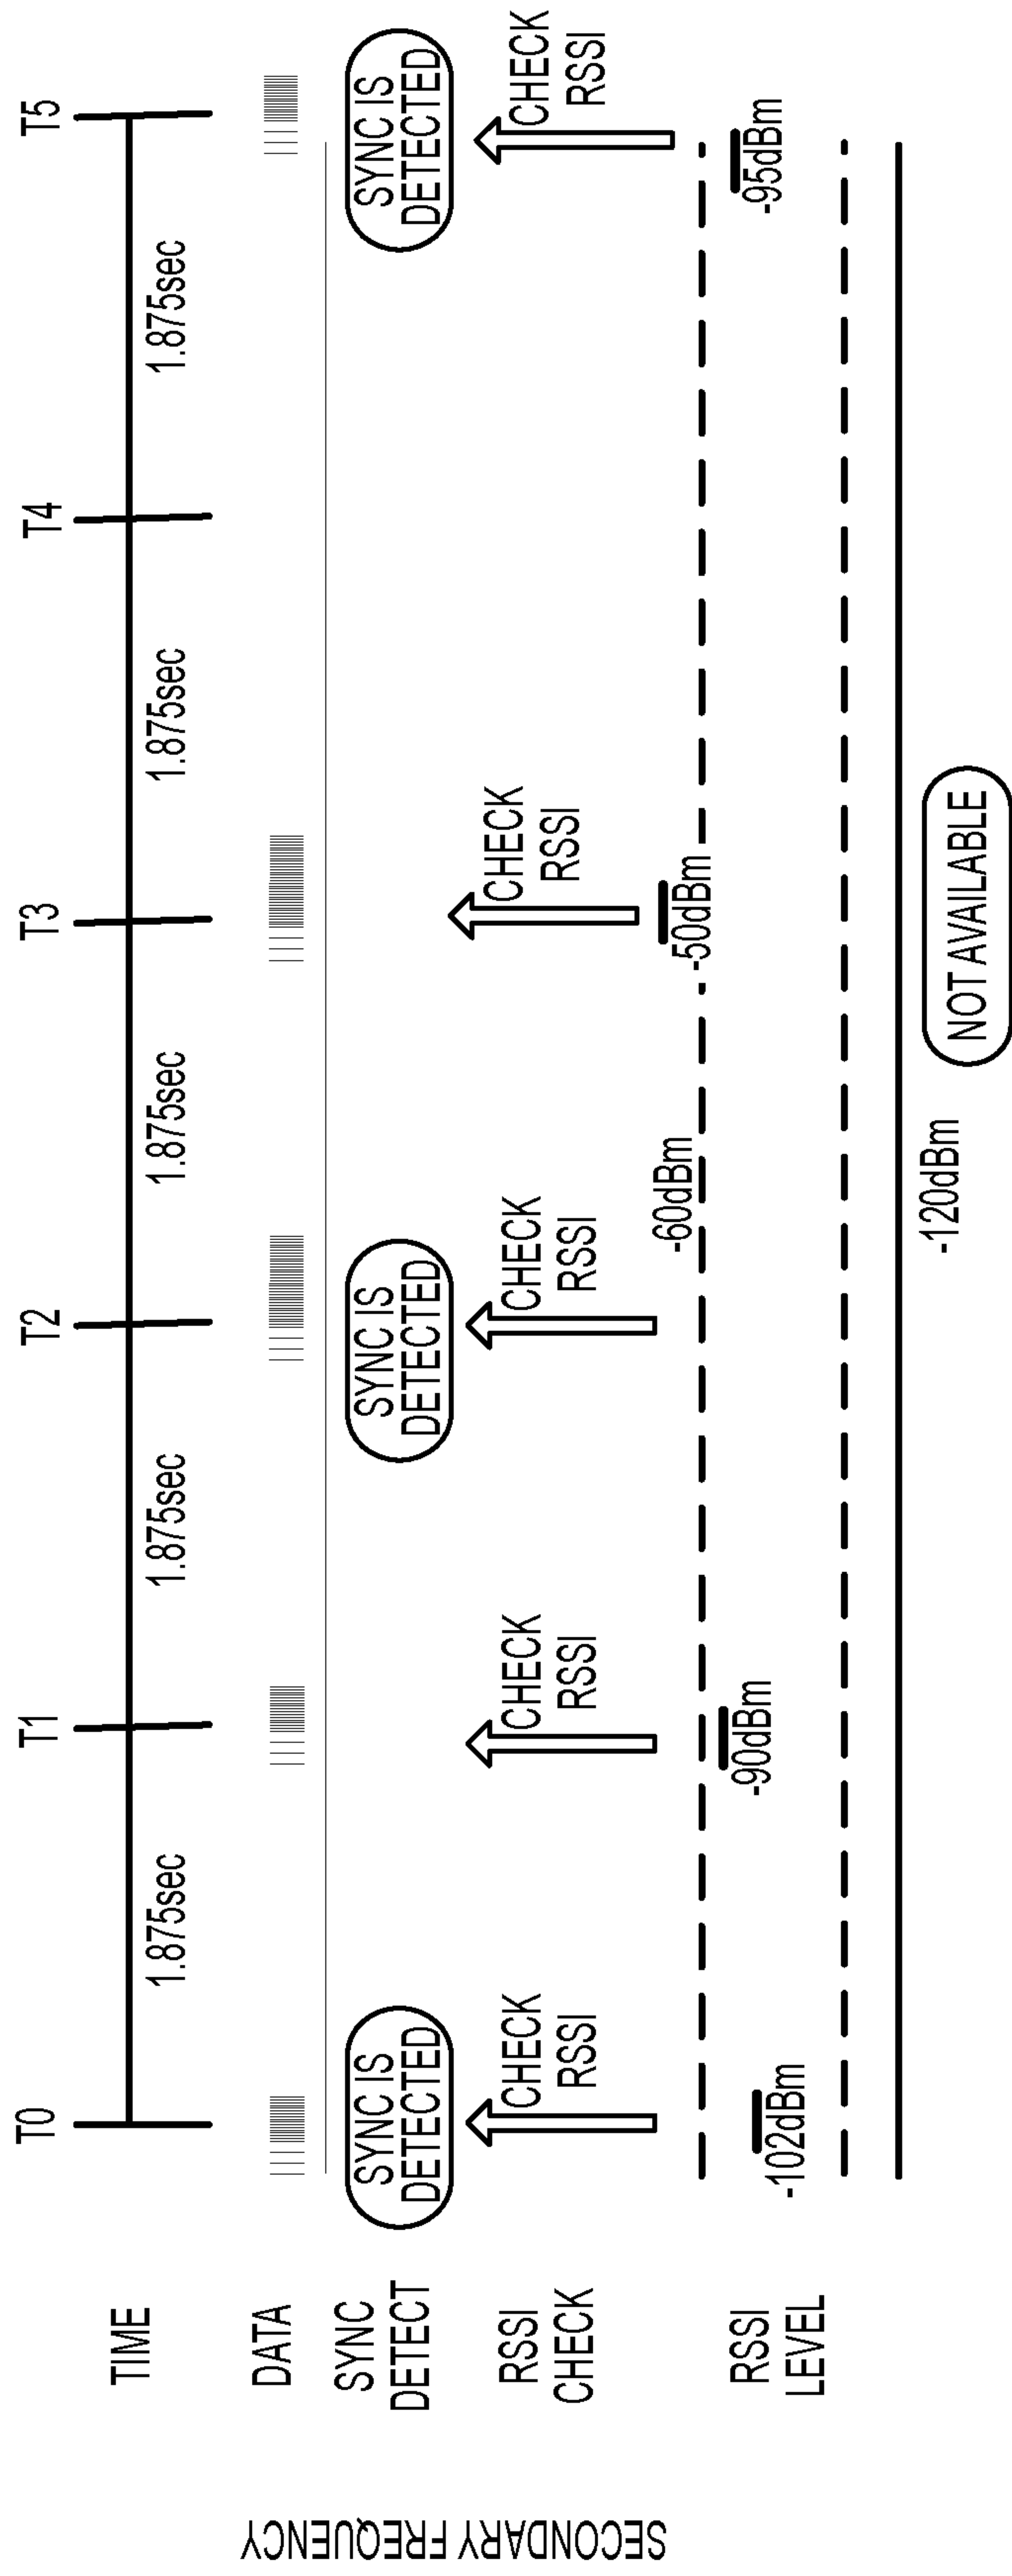 SECONDARY FREQUENCY
TIME
T0
T1
T2
T3
T4
T5
1.875sec
1.875sec
1.875sec
1.875sec
1.875sec
DATA
SYNC
DETECT
SYNC IS
DETECTED
SYNC IS
DETECTED
SYNC IS
DETECTED
RSSI
CHECK
CHECK
RSSI
CHECK
RSSI
CHECK
RSSI
CHECK
RSSI
CHECK
RSSI
RSSI
LEVEL
-102dBm
-90dBm
-60dBm
-50dBm
-95dBm
-120dBm
NOT AVAILABLE